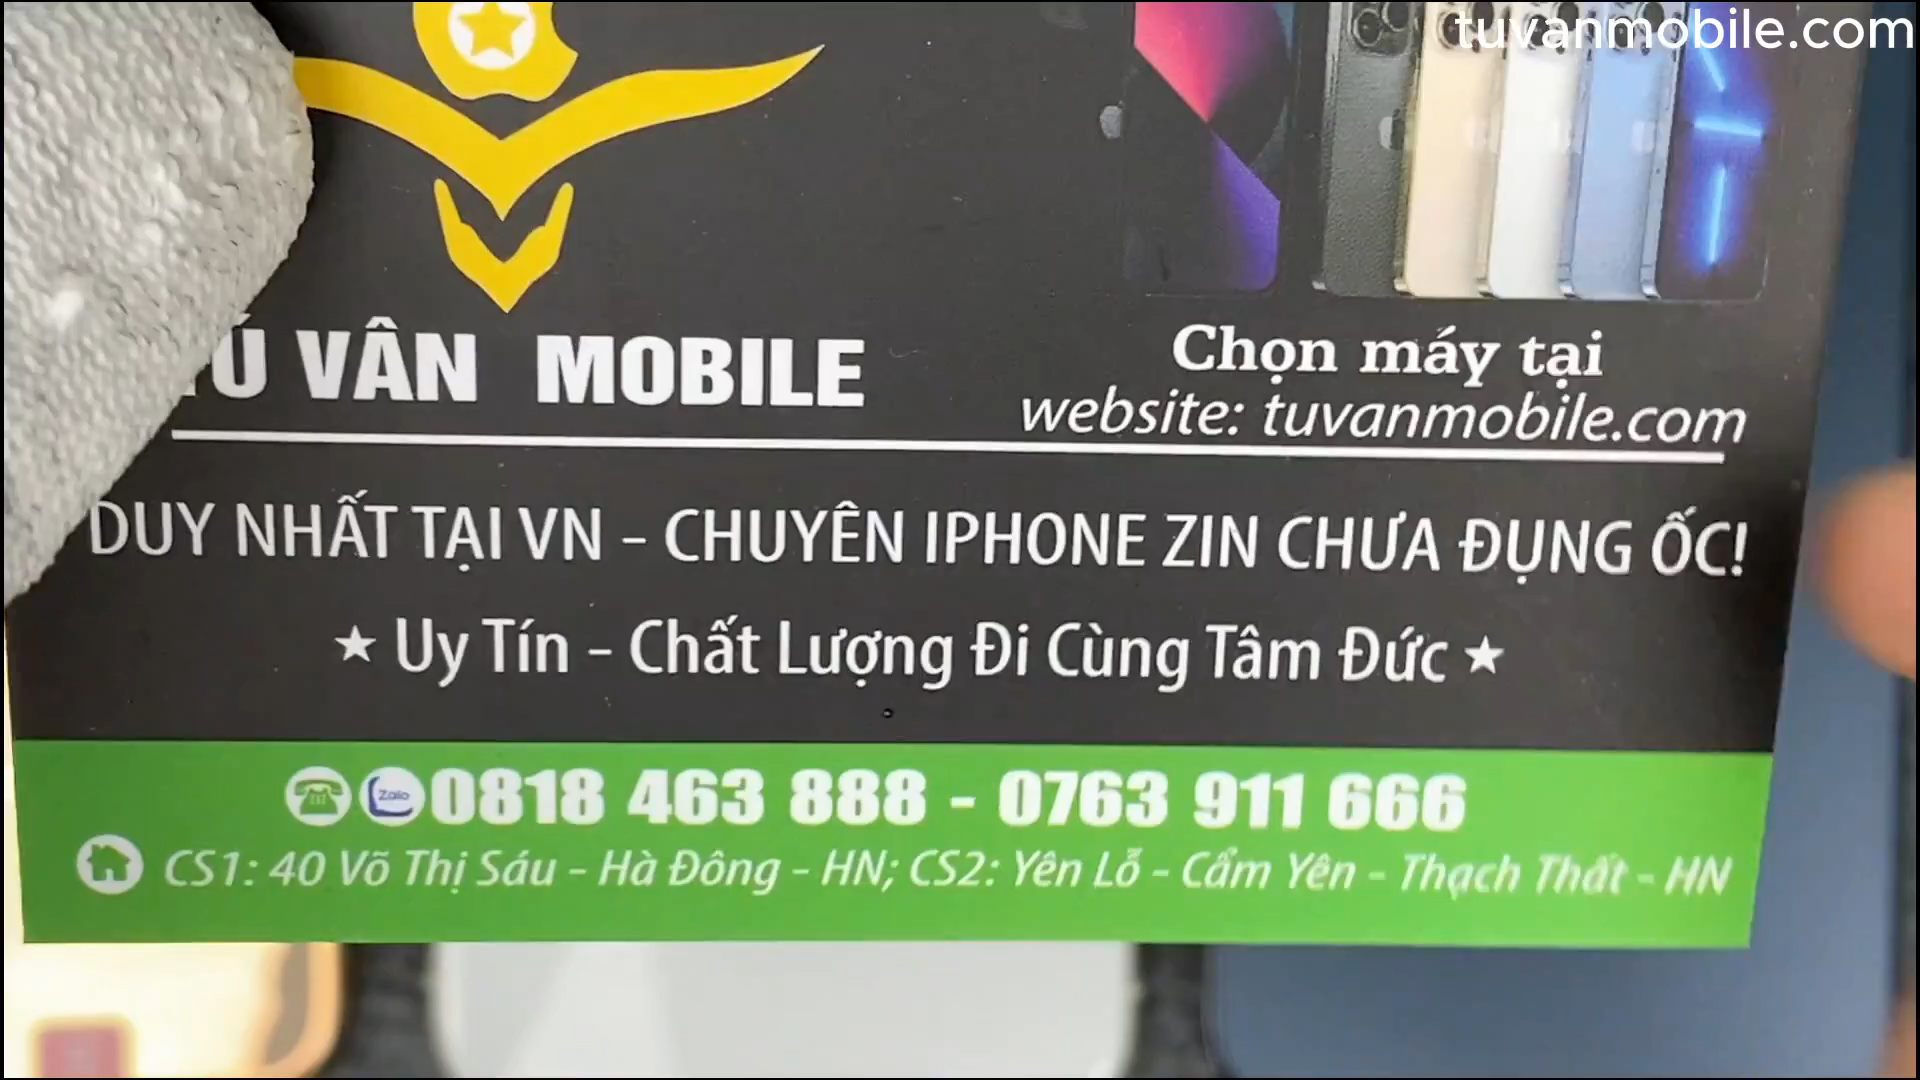 tuvanmobile.com
TÚ VÂN MOBILE
Chọn máy tại
website: tuvanmobile.com
DUY NHẤT TẠI VN - CHUYÊN IPHONE ZIN CHƯA ĐỤNG ỐC!
★ Uy Tín - Chất Lượng Đi Cùng Tâm Đức ★
Zalo 0818 463 888 - 0763 911 666
CS1: 40 Võ Thị Sáu - Hà Đông - HN; CS2: Yên Lỗ - Cẩm Yên - Thạch Thất - HN